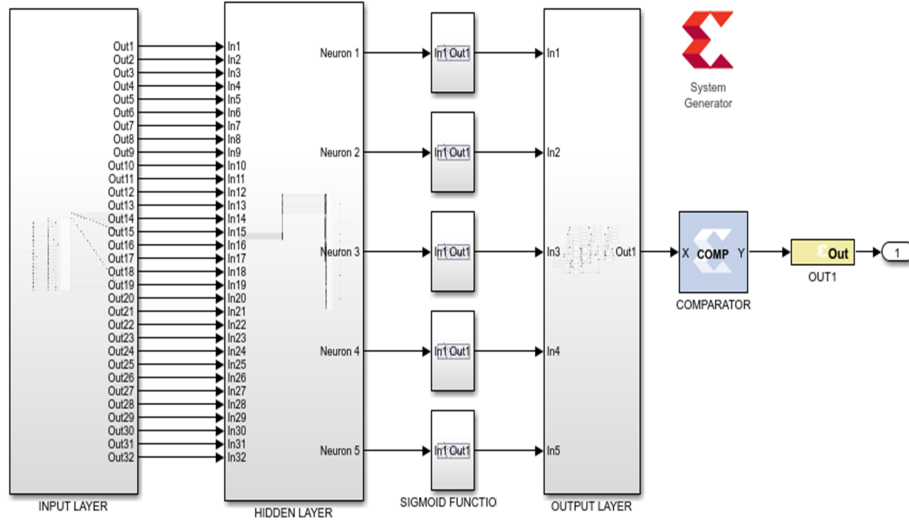 Out1
Out2
Out3
Out4
Out5
Out6
Out7
Out8
Out9
Out10
Out11
Out12
Out13
Out14
Out15
Out16
Out17
Out18
Out19
Out20
Out21
Out22
Out23
Out24
Out25
Out26
Out27
Out28
Out29
Out30
Out31
Out32
INPUT LAYER
In1
In2
In3
In4
In5
In6
In7
In8
In9
In10
In11
In12
In13
In14
In15
In16
In17
In18
In19
In20
In21
In22
In23
In24
In25
In26
In27
In28
In29
In30
In31
In32
Neuron 1
Neuron 2
Neuron 3
Neuron 4
Neuron 5
HIDDEN LAYER
In1 Out1
In1 Out1
In1 Out1
In1 Out1
In1 Out1
SIGMOID FUNCTIO
In1
In2
In3
In4
In5
Out1
OUTPUT LAYER
System
Generator
X COMP Y
COMPARATOR
Out
OUT1
1